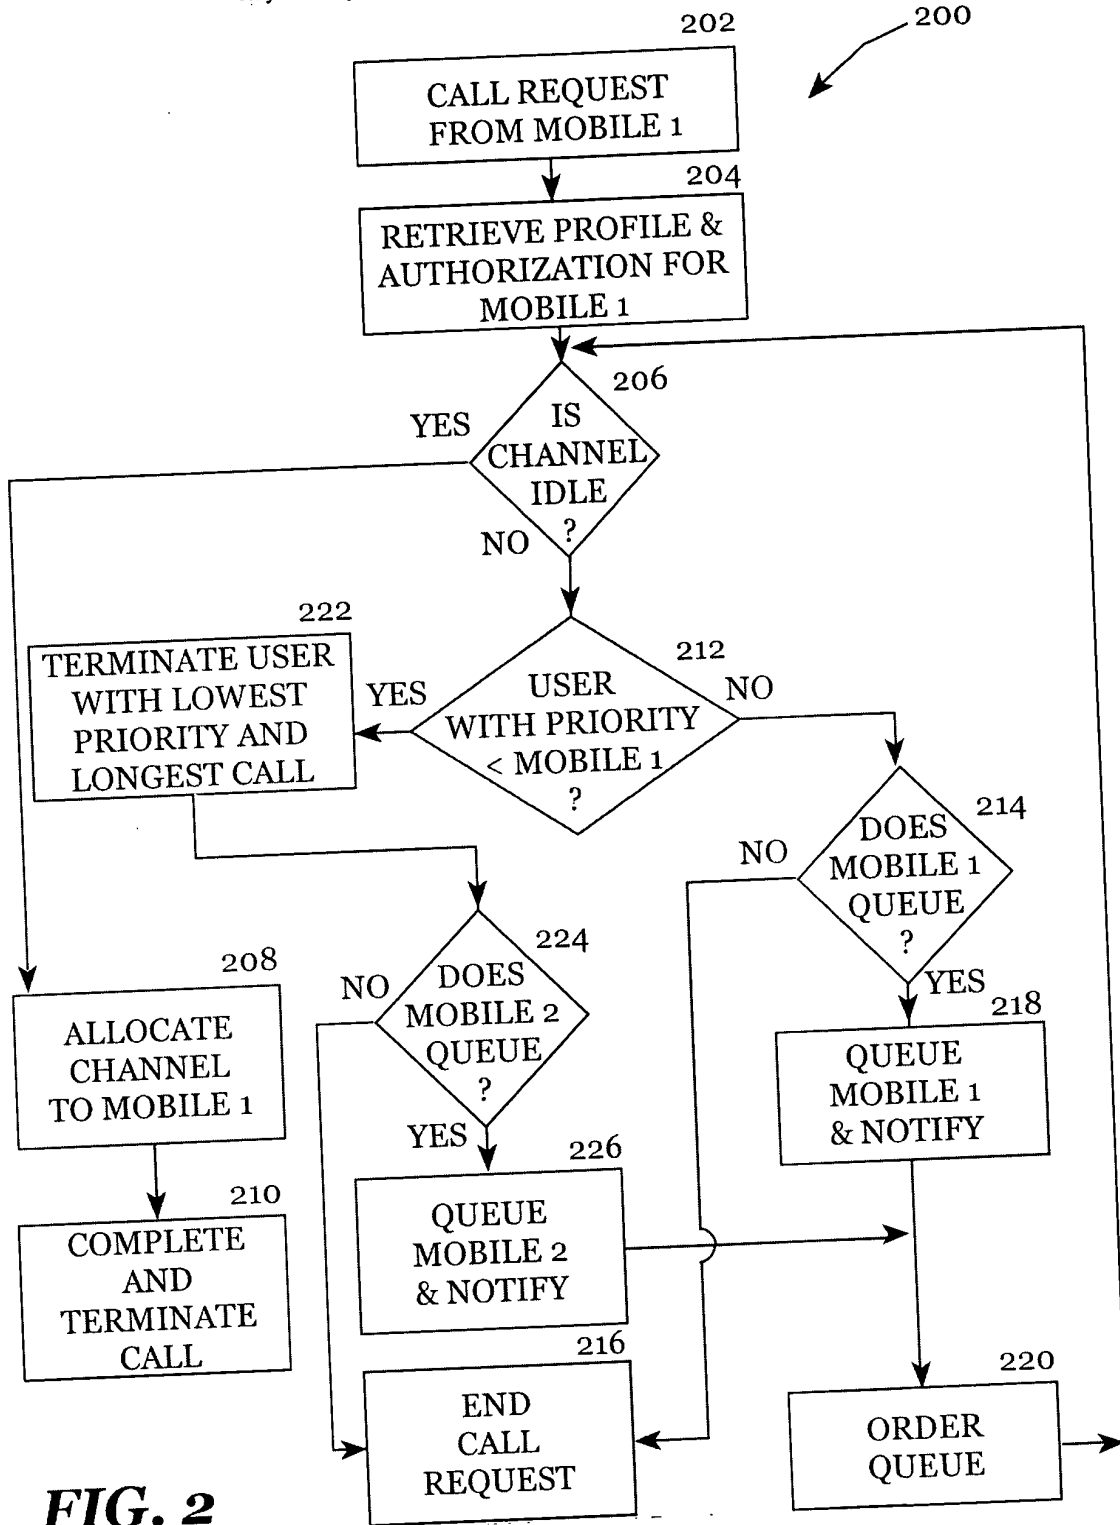 200
202
CALL REQUEST
FROM MOBILE 1
204
RETRIEVE PROFILE &
AUTHORIZATION FOR
MOBILE 1
206
YES
IS
CHANNEL
IDLE
?
NO
222
TERMINATE USER
WITH LOWEST
PRIORITY AND
LONGEST CALL
YES
212
USER
WITH PRIORITY
< MOBILE 1
?
NO
214
DOES
MOBILE 1
QUEUE
?
NO
YES
224
DOES
MOBILE 2
QUEUE
?
NO
YES
208
ALLOCATE
CHANNEL
TO MOBILE 1
218
QUEUE
MOBILE 1
& NOTIFY
210
COMPLETE
AND
TERMINATE
CALL
226
QUEUE
MOBILE 2
& NOTIFY
216
END
CALL
REQUEST
220
ORDER
QUEUE
FIG. 2